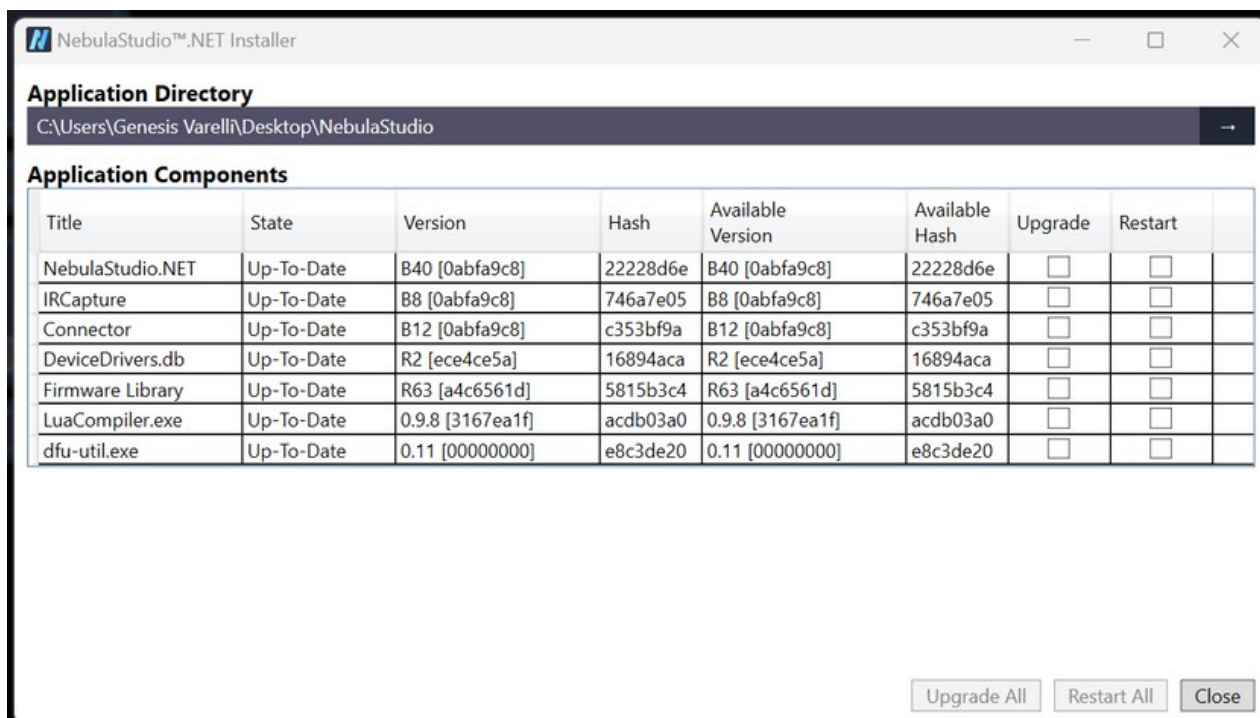 NebulaStudio™.NET Installer
Application Directory
C:\Users\Genesis Varelli\Desktop\NebulaStudio →
Application Components
Title State Version Hash Available Version Available Hash Upgrade Restart
NebulaStudio.NET Up-To-Date B40 [0abfa9c8] 22228d6e B40 [0abfa9c8] 22228d6e
IRCapture Up-To-Date B8 [0abfa9c8] 746a7e05 B8 [0abfa9c8] 746a7e05
Connector Up-To-Date B12 [0abfa9c8] c353bf9a B12 [0abfa9c8] c353bf9a
DeviceDrivers.db Up-To-Date R2 [ece4ce5a] 16894aca R2 [ece4ce5a] 16894aca
Firmware Library Up-To-Date R63 [a4c6561d] 5815b3c4 R63 [a4c6561d] 5815b3c4
LuaCompiler.exe Up-To-Date 0.9.8 [3167ea1f] acdb03a0 0.9.8 [3167ea1f] acdb03a0
dfu-util.exe Up-To-Date 0.11 [00000000] e8c3de20 0.11 [00000000] e8c3de20
Upgrade All Restart All Close